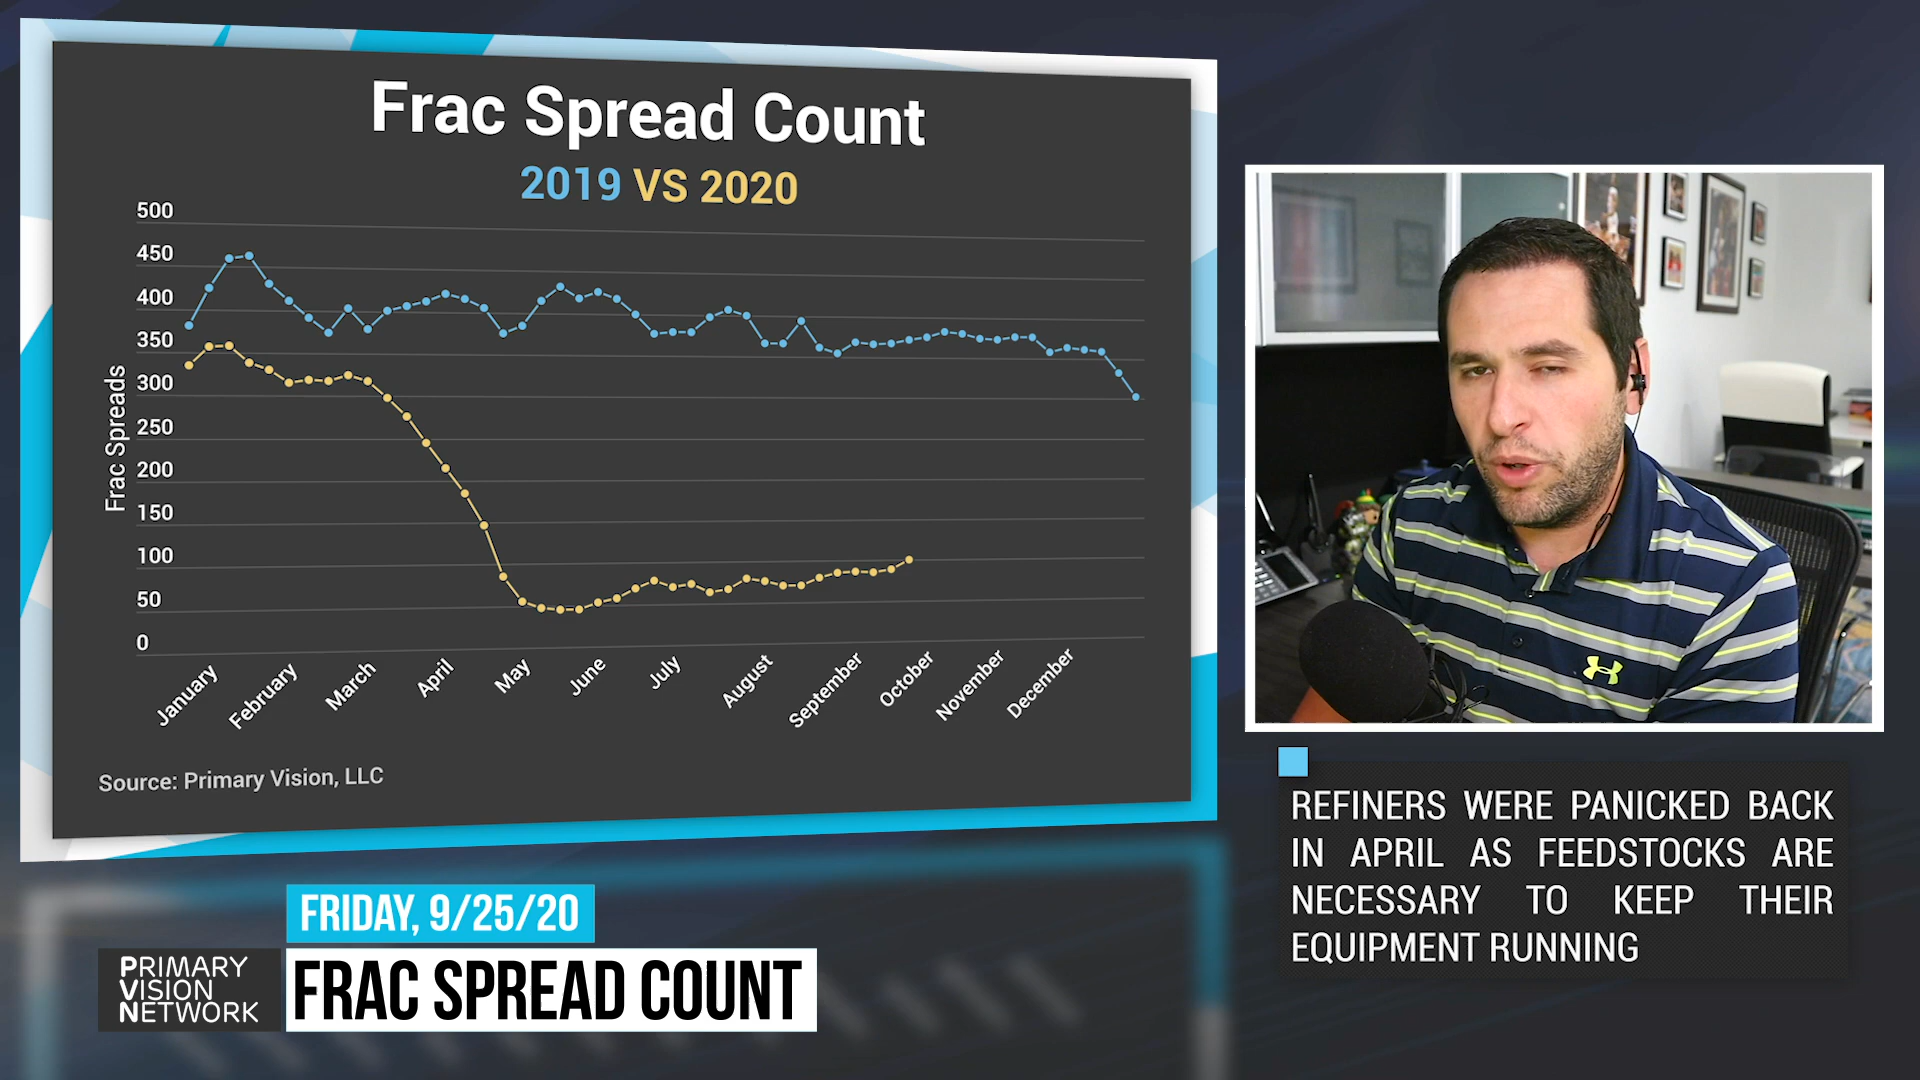 Frac Spread Count
2019 VS 2020
500
450
400
350
300
250
200
150
100
50
0
Frac Spreads
January
February
March
April
May
June
July
August
September
October
November
December
Source: Primary Vision, LLC
REFINERS WERE PANICKED BACK
IN APRIL AS FEEDSTOCKS ARE
NECESSARY TO KEEP THEIR
EQUIPMENT RUNNING
FRIDAY, 9/25/20
PRIMARY
VISION
NETWORK
FRAC SPREAD COUNT